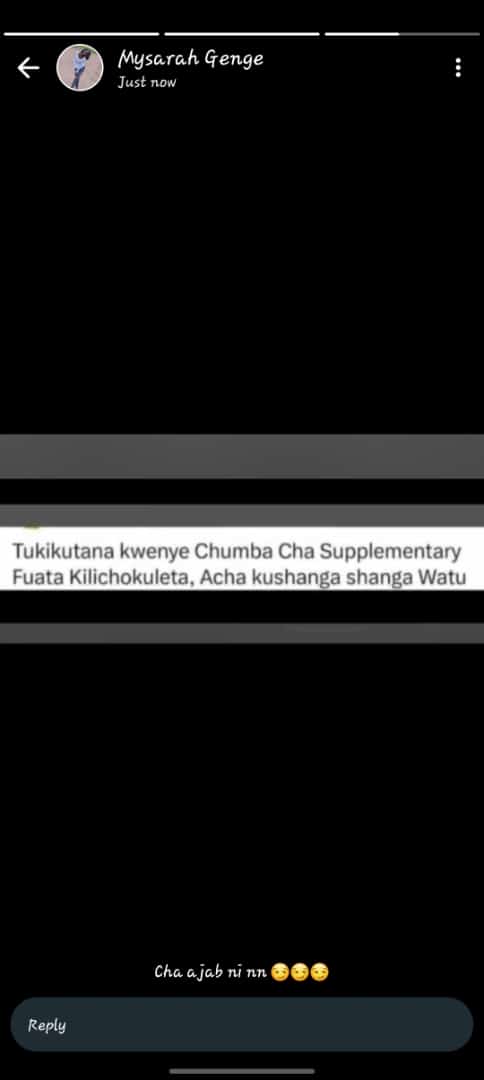 Mysarah Genge
Just now
Tukikutana kwenye Chumba Cha Supplementary
Fuata Kilichokuleta, Acha kushanga shanga Watu
Cha ajab ni nn 😏😏😏
Reply